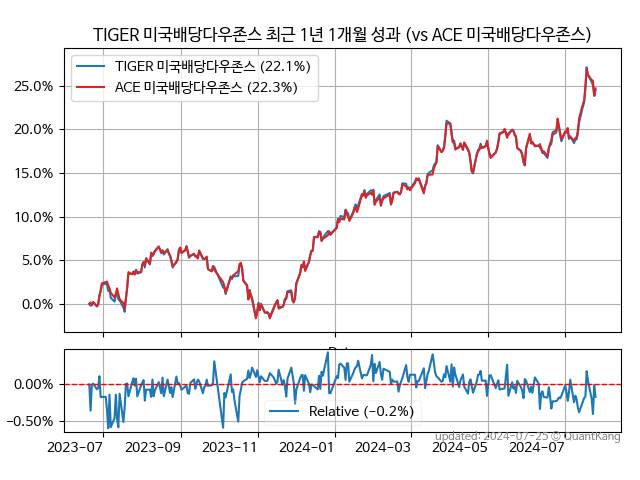 TIGER 미국배당다우존스 최근 1년 1개월 성과 (vs ACE 미국배당다우존스)
TIGER 미국배당다우존스 (22.1%)
ACE 미국배당다우존스 (22.3%)
25.0%
20.0%
15.0%
10.0%
5.0%
0.0%
0.00%
−0.50%
Relative (−0.2%)
updated: 2024-07-25 © QuantKang
2023-07 2023-09 2023-11 2024-01 2024-03 2024-05 2024-07